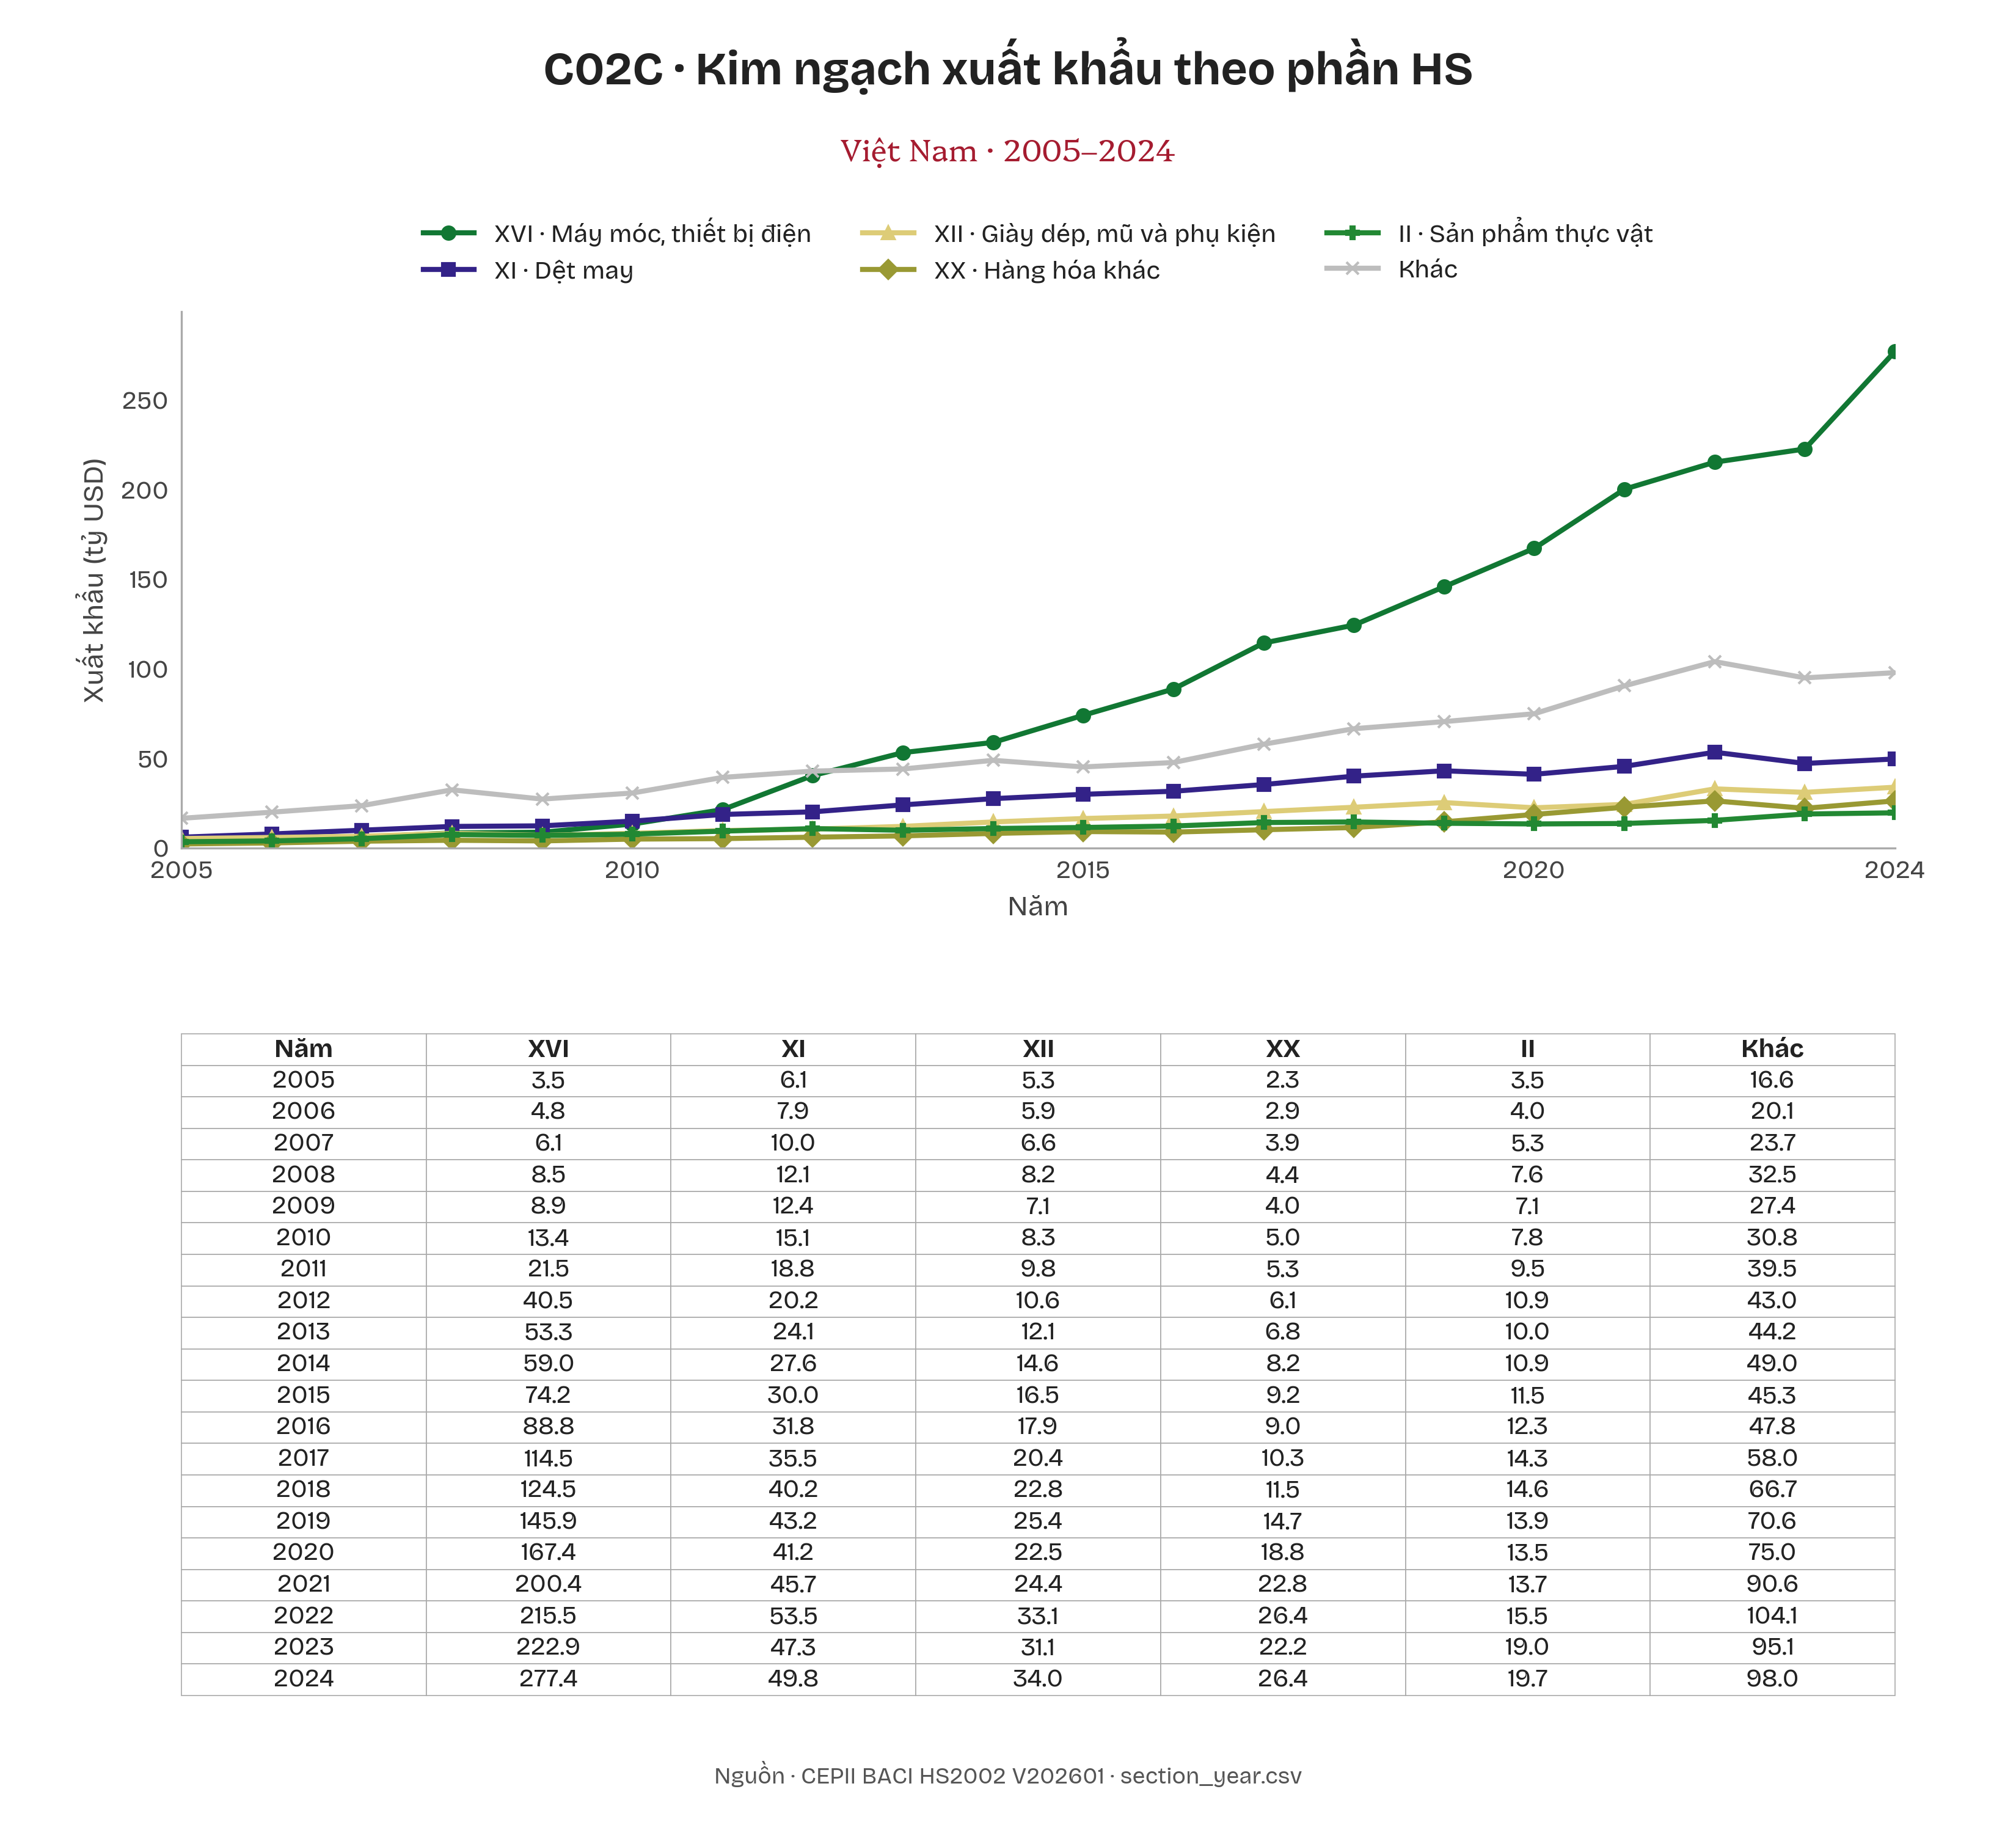 C02C · Kim ngạch xuất khẩu theo phần HS
Việt Nam · 2005–2024
XVI · Máy móc, thiết bị điện
XI · Dệt may
XII · Giày dép, mũ và phụ kiện
XX · Hàng hóa khác
II · Sản phẩm thực vật
Khác
Xuất khẩu (tỷ USD)
250
200
150
100
50
0
2005 2010 2015 2020 2024
Năm
Năm XVI XI XII XX II Khác
2005 3.5 6.1 5.3 2.3 3.5 16.6
2006 4.8 7.9 5.9 2.9 4.0 20.1
2007 6.1 10.0 6.6 3.9 5.3 23.7
2008 8.5 12.1 8.2 4.4 7.6 32.5
2009 8.9 12.4 7.1 4.0 7.1 27.4
2010 13.4 15.1 8.3 5.0 7.8 30.8
2011 21.5 18.8 9.8 5.3 9.5 39.5
2012 40.5 20.2 10.6 6.1 10.9 43.0
2013 53.3 24.1 12.1 6.8 10.0 44.2
2014 59.0 27.6 14.6 8.2 10.9 49.0
2015 74.2 30.0 16.5 9.2 11.5 45.3
2016 88.8 31.8 17.9 9.0 12.3 47.8
2017 114.5 35.5 20.4 10.3 14.3 58.0
2018 124.5 40.2 22.8 11.5 14.6 66.7
2019 145.9 43.2 25.4 14.7 13.9 70.6
2020 167.4 41.2 22.5 18.8 13.5 75.0
2021 200.4 45.7 24.4 22.8 13.7 90.6
2022 215.5 53.5 33.1 26.4 15.5 104.1
2023 222.9 47.3 31.1 22.2 19.0 95.1
2024 277.4 49.8 34.0 26.4 19.7 98.0
Nguồn · CEPII BACI HS2002 V202601 · section_year.csv